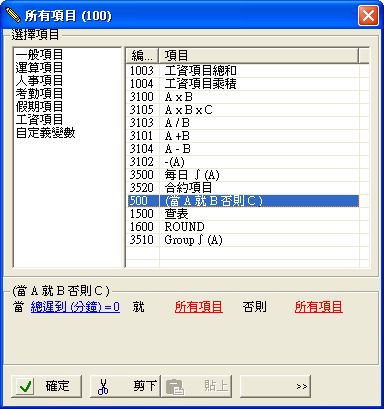 所有項目 (100)
選擇項目
一般項目
運算項目
人事項目
考勤項目
假期項目
工資項目
自定義變數
編... 項目
1003 工資項目總和
1004 工資項目乘積
3100 A x B
3105 A x B x C
3103 A / B
3101 A +B
3104 A - B
3102 -(A)
3500 每日 ∫ (A)
3520 合約項目
500 (當 A 就 B 否則 C )
1500 查表
1600 ROUND
3510 Group ∫ (A)
(當 A 就 B 否則 C )
當 總遲到 (分鐘) = 0 就 所有項目 否則 所有項目
確定 剪下 貼上 >>